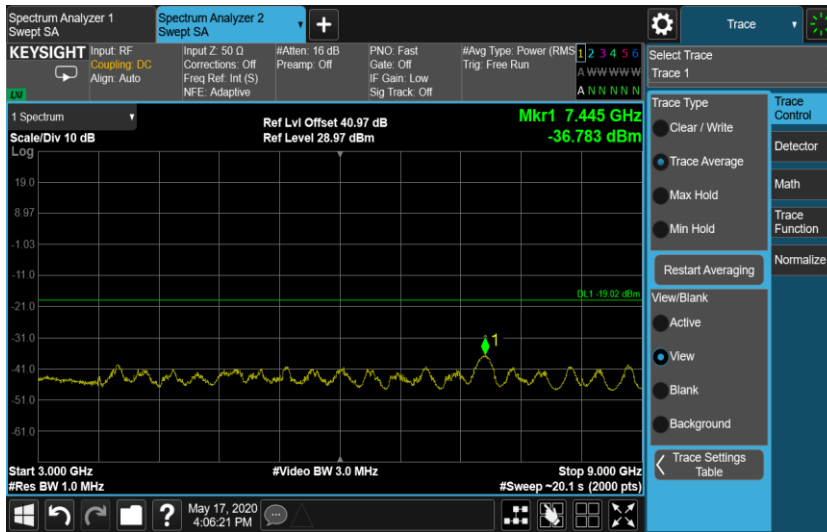 Spectrum Analyzer 1
Swept SA
Spectrum Analyzer 2
Swept SA
Trace
KEYSIGHT
LXI
Input: RF
Coupling: DC
Align: Auto
Input Z: 50 Ω
Corrections: Off
Freq Ref: Int (S)
NFE: Adaptive
#Atten: 16 dB
Preamp: Off
PNO: Fast
Gate: Off
IF Gain: Low
Sig Track: Off
#Avg Type: Power (RMS
Trig: Free Run
1 2 3 4 5 6
A W W W W W
A N N N N N
Select Trace
Trace 1
1 Spectrum
Scale/Div 10 dB
Log
Ref Lvl Offset 40.97 dB
Ref Level 28.97 dBm
Mkr1 7.445 GHz
-36.783 dBm
19.0
8.97
-1.03
-11.0
-21.0
-31.0
-41.0
-51.0
-61.0
DL1 -19.02 dBm
1
Start 3.000 GHz
#Res BW 1.0 MHz
#Video BW 3.0 MHz
Stop 9.000 GHz
#Sweep ~20.1 s (2000 pts)
Trace Type
Clear / Write
Trace Average
Max Hold
Min Hold
Restart Averaging
View/Blank
Active
View
Blank
Background
Trace Settings
Table
Trace
Control
Detector
Math
Trace
Function
Normalize
?
May 17, 2020
4:06:21 PM